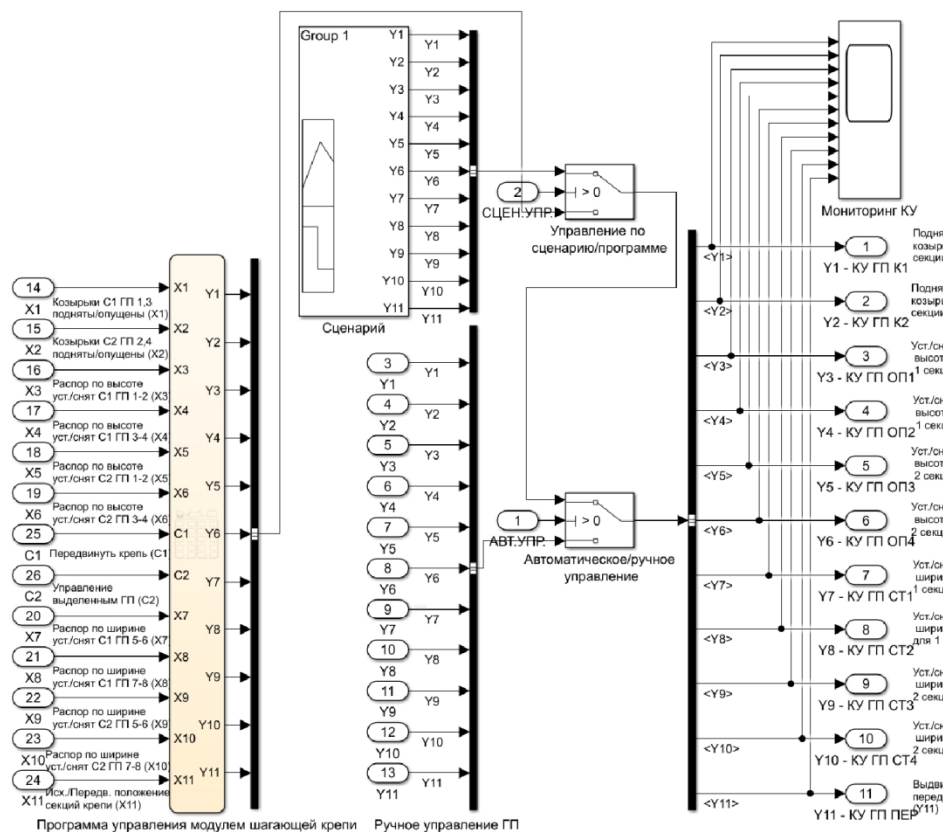 Group 1
Y1
Y2
Y3
Y4
Y5
Y6
Y7
Y8
Y9
Y10
Y11
Y1
Y2
Y3
Y4
Y5
Y6
Y7
Y8
Y9
Y10
Y11
Сценарий
2
СЦЕН.УПР.
> 0
Управление по
сценарию/программе
Мониторинг КУ
14
X1
Козырьки С1 ГП 1,3
подняты/опущены (X1)
15
X2
Козырьки С2 ГП 2,4
подняты/опущены (X2)
16
X3
Распор по высоте
уст./снят С1 ГП 1-2 (X3)
17
X4
Распор по высоте
уст./снят С1 ГП 3-4 (X4)
18
X5
Распор по высоте
уст./снят С2 ГП 1-2 (X5)
19
X6
Распор по высоте
уст./снят С2 ГП 3-4 (X6)
25
C1
Передвинуть крепь (С1)
26
C2
Управление
выделенным ГП (С2)
20
X7
Распор по ширине
уст./снят С1 ГП 5-6 (X7)
21
X8
Распор по ширине
уст./снят С1 ГП 7-8 (X8)
22
X9
Распор по ширине
уст./снят С2 ГП 5-6 (X9)
23
X10
Распор по ширине
уст./снят С2 ГП 7-8 (X10)
24
X11
Исх./Передв. положение
секций крепи (X11)
X1
X2
X3
X4
X5
X6
C1
C2
X7
X8
X9
X10
X11
Y1
Y2
Y3
Y4
Y5
Y6
Y7
Y8
Y9
Y10
Y11
Программа управления модулем шагающей крепи
3
Y1
Y1
4
Y2
Y2
5
Y3
Y3
6
Y4
Y4
7
Y5
Y5
8
Y6
Y6
9
Y7
Y7
10
Y8
Y8
11
Y9
Y9
12
Y10
Y10
13
Y11
Y11
Ручное управление ГП
1
АВТ.УПР.
> 0
Автоматическое/ручное
управление
<Y1>
1
Y1 - КУ ГП К1
<Y2>
2
Y2 - КУ ГП К2
<Y3>
3
Y3 - КУ ГП ОП1
<Y4>
4
Y4 - КУ ГП ОП2
<Y5>
5
Y5 - КУ ГП ОП3
<Y6>
6
Y6 - КУ ГП ОП4
<Y7>
7
Y7 - КУ ГП СТ1
<Y8>
8
Y8 - КУ ГП СТ2
<Y9>
9
Y9 - КУ ГП СТ3
<Y10>
10
Y10 - КУ ГП СТ4
<Y11>
11
Y11 - КУ ГП ПЕР